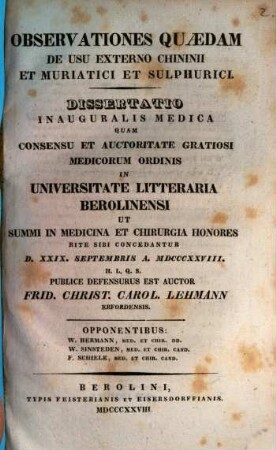 2
OBSERVATIONES QUÆDAM
DE USU EXTERNO CHININII
ET MURIATICI ET SULPHURICI.
DISSERTATIO
INAUGURALIS MEDICA
QUAM
CONSENSU ET AUCTORITATE GRATIOSI
MEDICORUM ORDINIS
IN
UNIVERSITATE LITTERARIA
BEROLINENSI
UT
SUMMI IN MEDICINA ET CHIRURGIA HONORES
RITE SIBI CONCEDANTUR
D. XXIX. SEPTEMBRIS A. MDCCCXXVIII.
H. L. Q. S.
PUBLICE DEFENSURUS EST AUCTOR
FRID. CHRIST. CAROL. LEHMANN
ERFORDENSIS.
OPPONENTIBUS:
W. HERMANN, MED. ET CHIR. DD.
W. SINSTEDEN, MED. ET CHIR. CAND.
F. SCHIELE, MED. ET CHIR. CAND.
BEROLINI,
TYPIS FEISTERIANIS ET EISERSDORFFIANIS.
MDCCCXXVIII